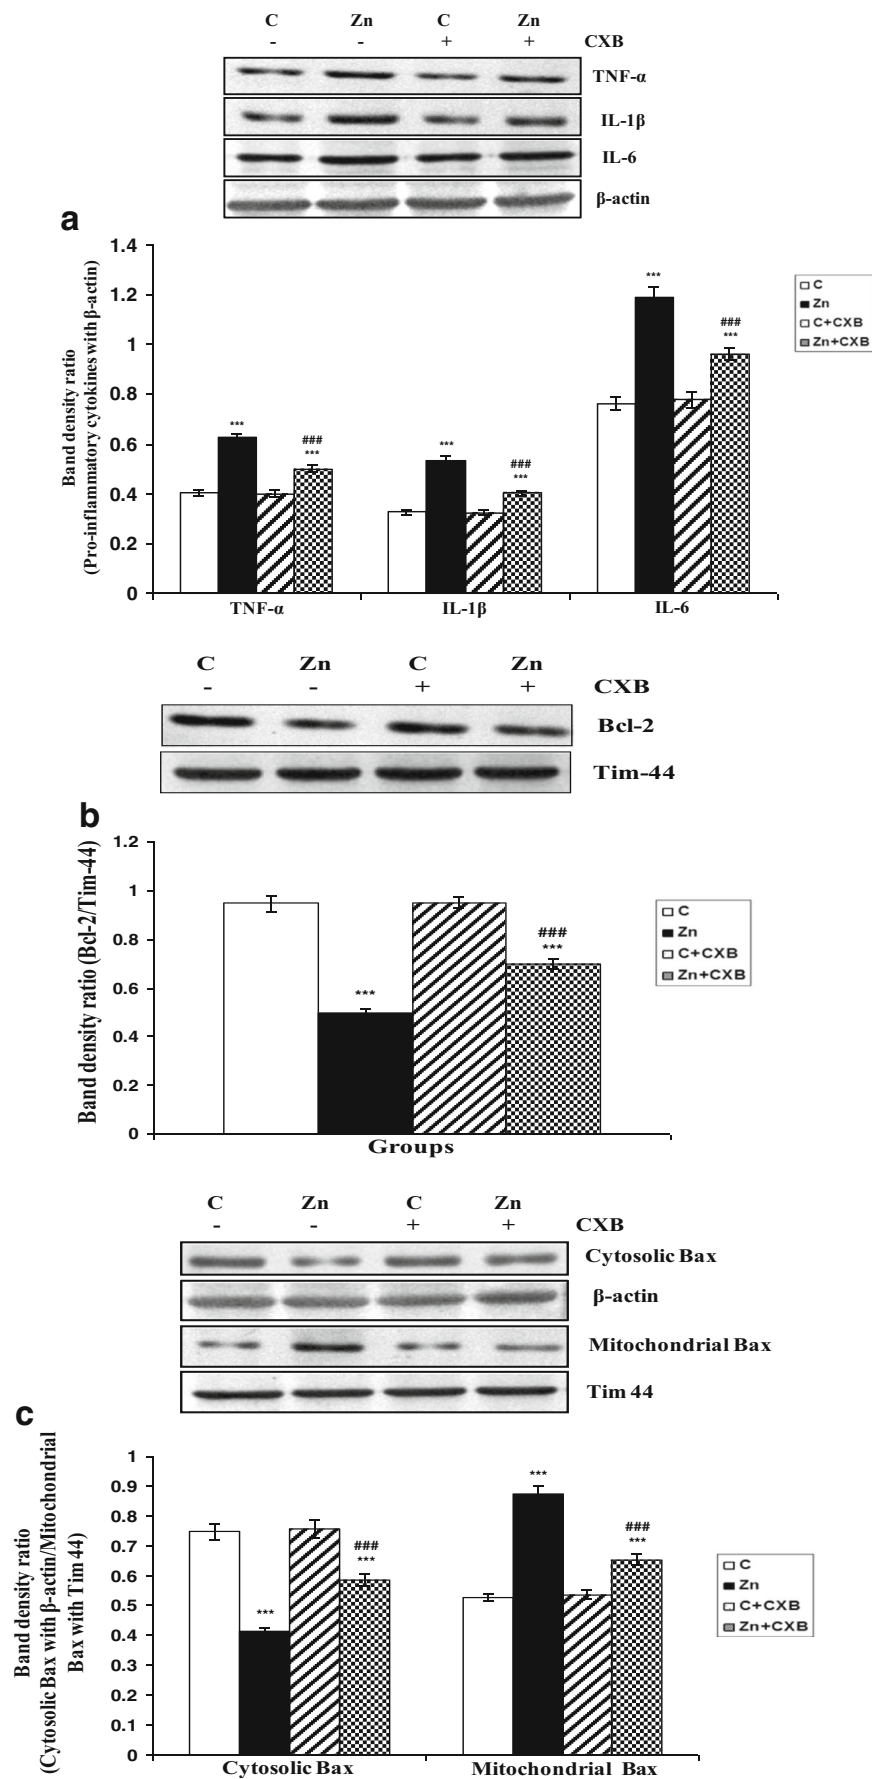 C Zn C Zn
- - + + CXB
TNF-α
IL-1β
IL-6
β-actin
a
Band density ratio
(Pro-inflammatory cytokines with β-actin)
1.4
1.2
1
0.8
0.6
0.4
0.2
0
***
###
***
***
###
***
***
###
***
TNF-α IL-1β IL-6
C
Zn
C+CXB
Zn+CXB
C Zn C Zn
- - + + CXB
Bcl-2
Tim-44
b
Band density ratio (Bcl-2/Tim-44)
1.2
1
0.8
0.6
0.4
0.2
0
***
###
***
Groups
C
Zn
C+CXB
Zn+CXB
C Zn C Zn
- - + + CXB
Cytosolic Bax
β-actin
Mitochondrial Bax
Tim 44
c
Band density ratio
(Cytosolic Bax with β-actin/Mitochondrial
Bax with Tim 44)
1
0.9
0.8
0.7
0.6
0.5
0.4
0.3
0.2
0.1
0
***
###
***
***
###
***
Cytosolic Bax Mitochondrial Bax
C
Zn
C+CXB
Zn+CXB